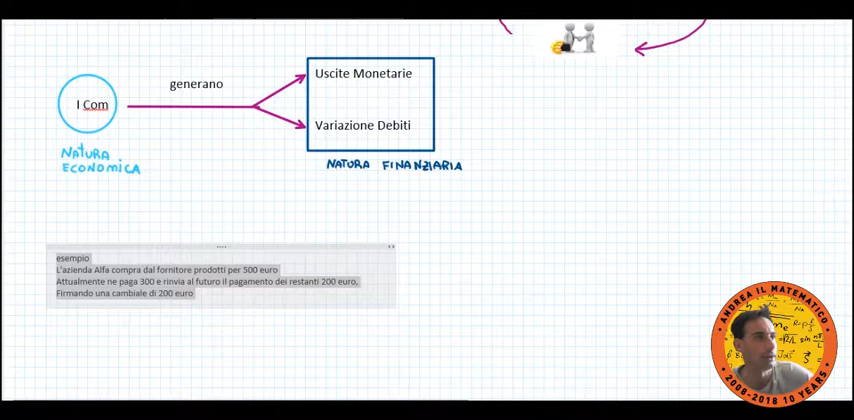 generano
Uscite Monetarie
I Com
Variazione Debiti
NATURA
ECONOMICA
NATURA FINANZIARIA
esempio
L'azienda Alfa compra dal fornitore prodotti per 500 euro
Attualmente ne paga 300 e rinvia al futuro il pagamento dei restanti 200 euro,
Firmando una cambiale di 200 euro
ANDREA IL MATEMATICO
2008-2018 10 YEARS